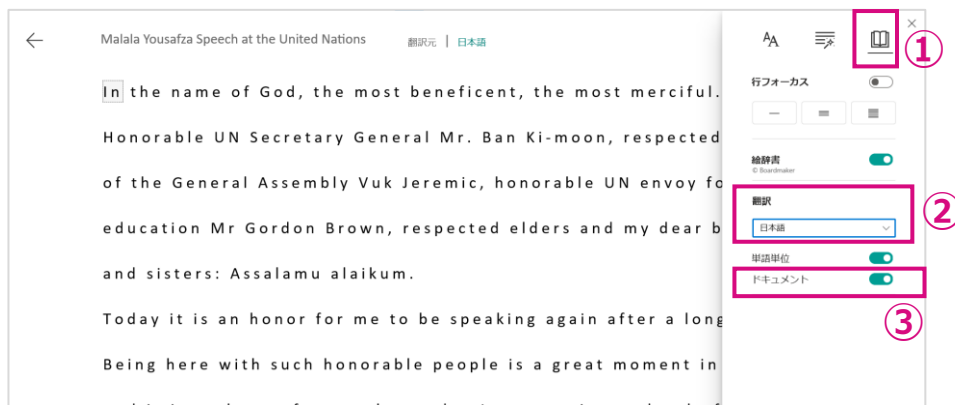 Malala Yousafza Speech at the United Nations 翻訳元 | 日本語
In the name of God, the most beneficent, the most merciful.
Honorable UN Secretary General Mr. Ban Ki-moon, respected
of the General Assembly Vuk Jeremic, honorable UN envoy fo
education Mr Gordon Brown, respected elders and my dear b
and sisters: Assalamu alaikum.
Today it is an honor for me to be speaking again after a long
Being here with such honorable people is a great moment in
AA
①
行フォーカス
絵辞書
© Boardmaker
翻訳
日本語
②
単語単位
ドキュメント
③